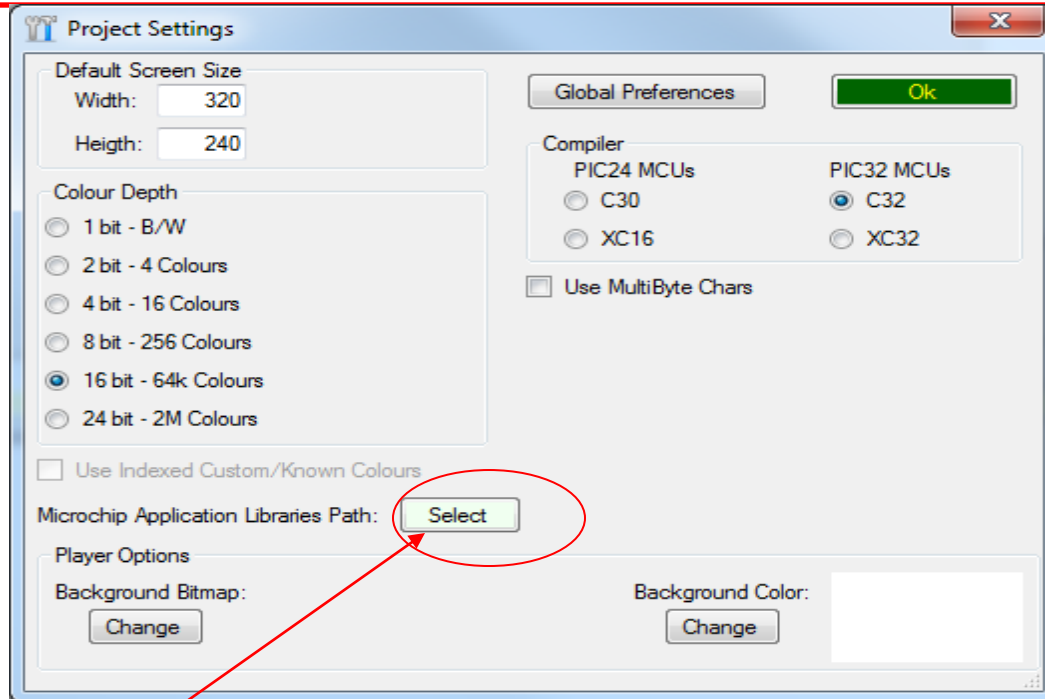 Project Settings
Default Screen Size
Width: 320
Heigth: 240
Global Preferences
Ok
Compiler
PIC24 MCUs
PIC32 MCUs
C30
C32
XC16
XC32
Colour Depth
1 bit - B/W
2 bit - 4 Colours
4 bit - 16 Colours
8 bit - 256 Colours
16 bit - 64k Colours
24 bit - 2M Colours
Use MultiByte Chars
Use Indexed Custom/Known Colours
Microchip Application Libraries Path: Select
Player Options
Background Bitmap:
Change
Background Color:
Change